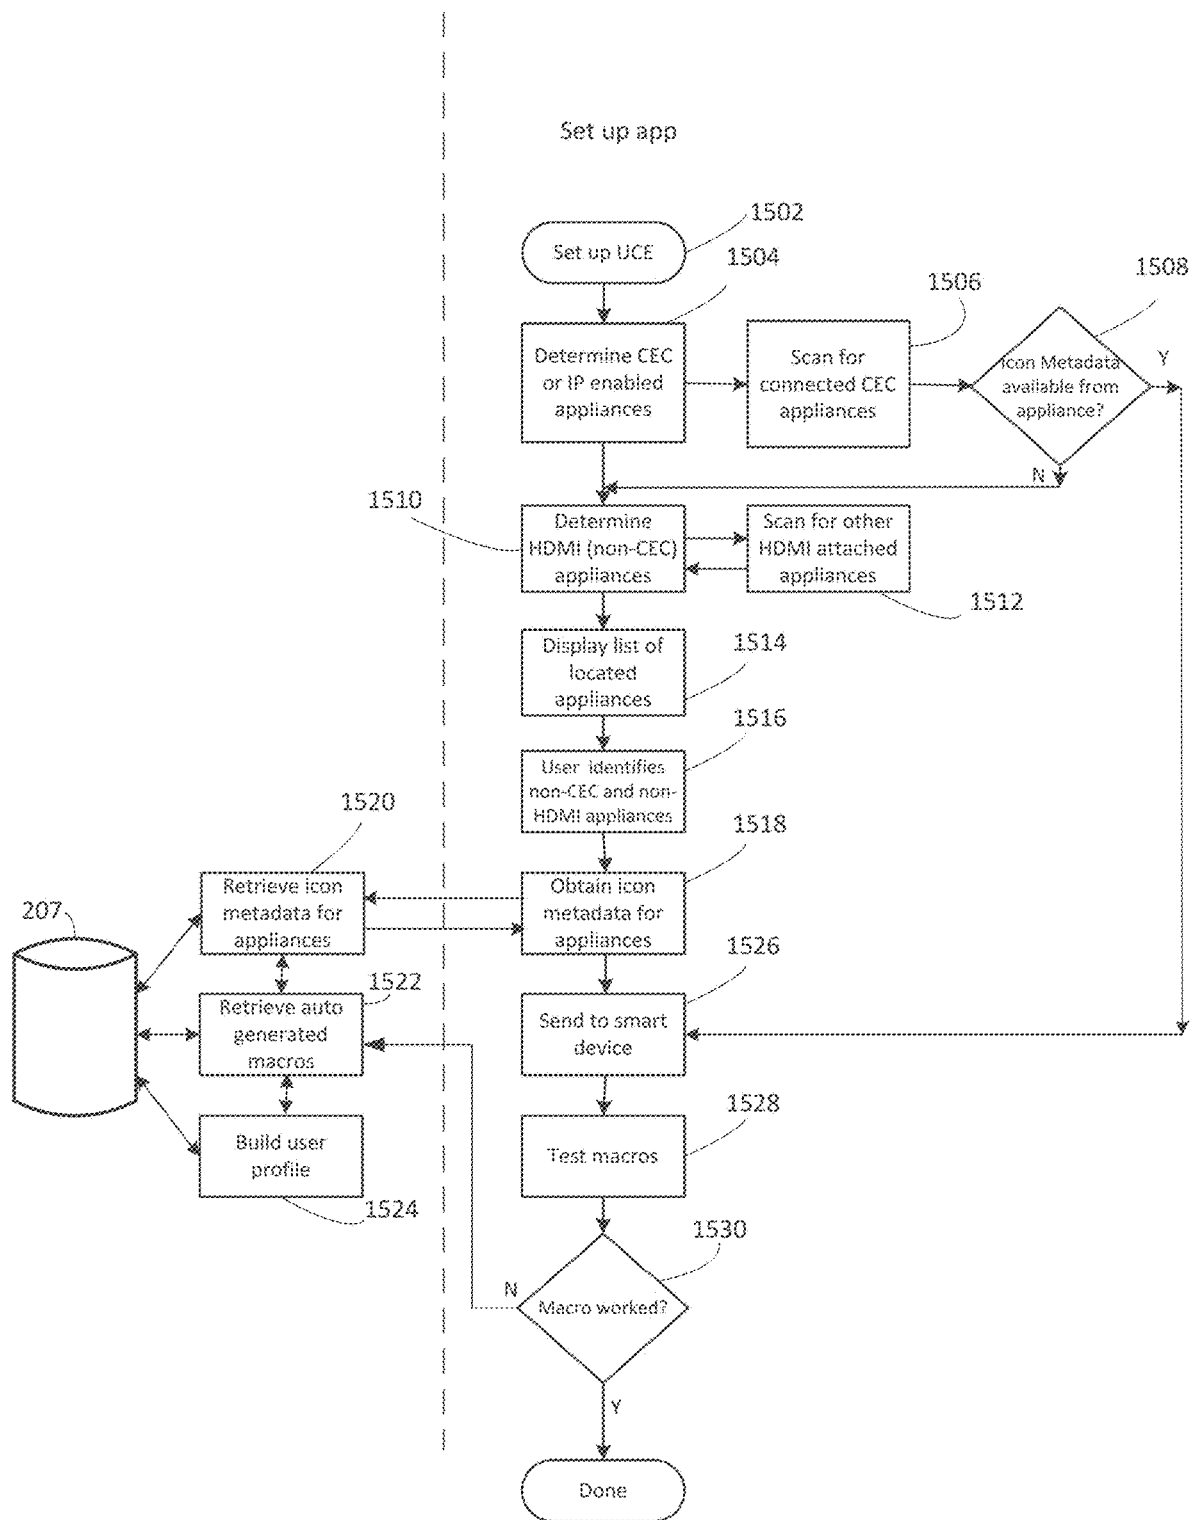 Set up app
1502
Set up UCE
1504
Determine CEC
or IP enabled
appliances
1506
Scan for
connected CEC
appliances
1508
Icon Metadata
available from
appliance?
Y
N
1510
Determine
HDMI (non-CEC)
appliances
Scan for other
HDMI attached
appliances
1512
Display list of
located
appliances
1514
User identifies
non-CEC and non-
HDMI appliances
1516
1520
Retrieve icon
metadata for
appliances
1518
Obtain icon
metadata for
appliances
207
1522
Retrieve auto
generated
macros
1526
Send to smart
device
Build user
profile
1524
1528
Test macros
1530
Macro worked?
N
Y
Done